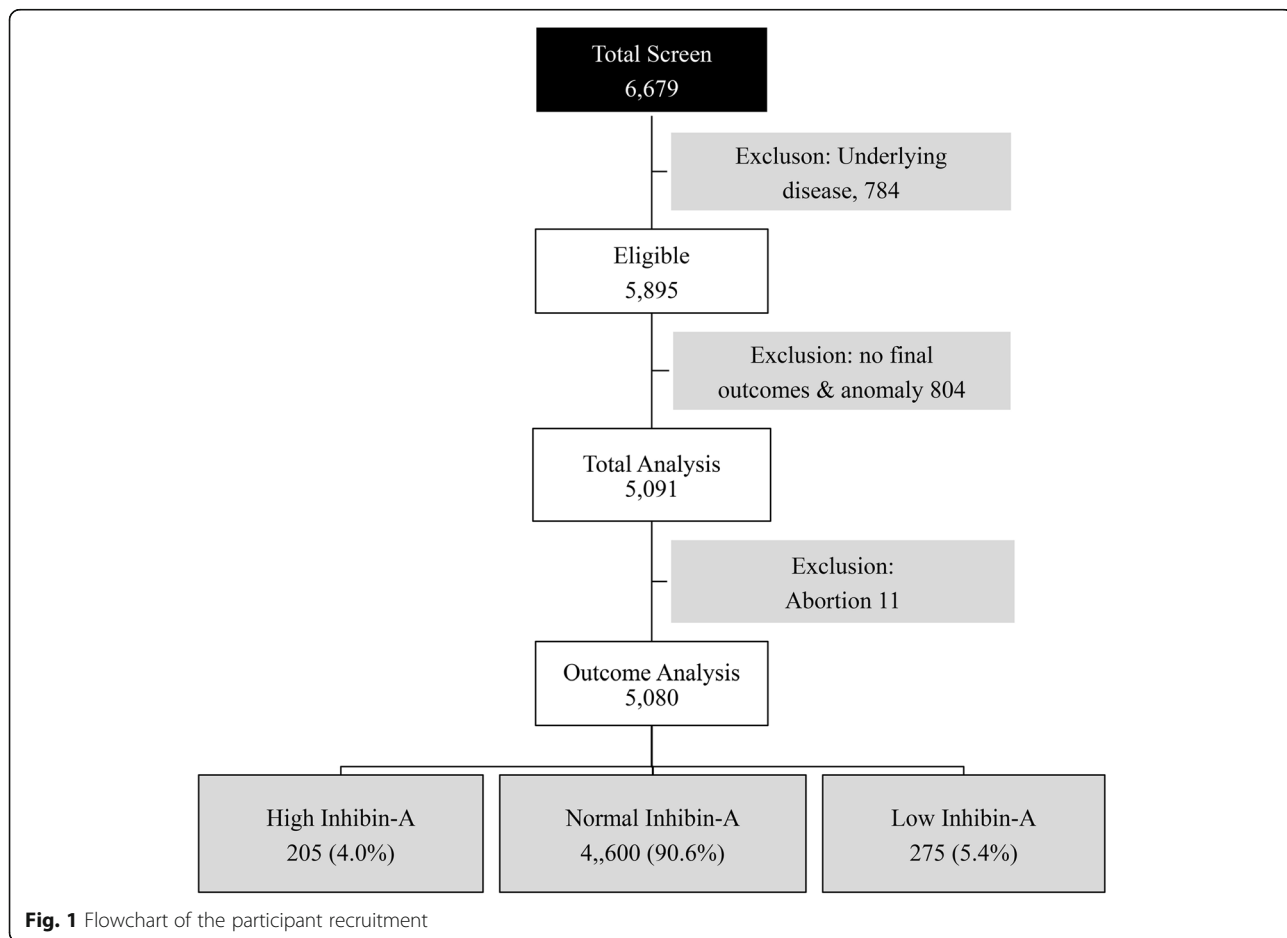 Total Screen
6,679
Excluson: Underlying
disease, 784
Eligible
5,895
Exclusion: no final
outcomes & anomaly 804
Total Analysis
5,091
Exclusion:
Abortion 11
Outcome Analysis
5,080
High Inhibin-A
205 (4.0%)
Normal Inhibin-A
4,,600 (90.6%)
Low Inhibin-A
275 (5.4%)
Fig. 1 Flowchart of the participant recruitment